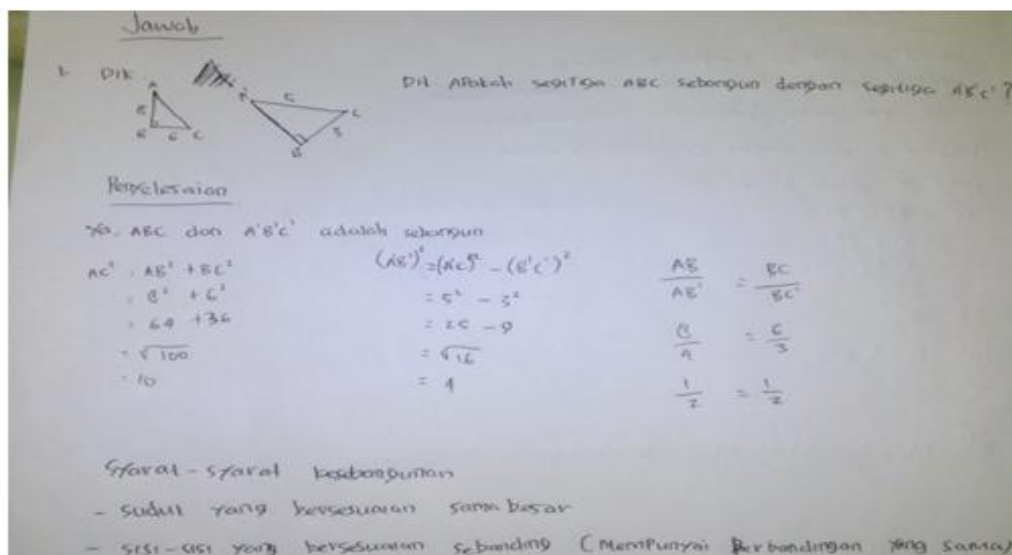 Jawab
1. Dik
A
8
B 6 C
A' 5 C
3
B
Dit Apakah segitiga ABC sebangun dengan segitiga A'B'C' ?
Penyelesaian
Ya. ABC dan A'B'C' adalah sebangun
AC² = AB² + BC²
= 8² + 6²
= 64 + 36
= √100
= 10
(AB')² = (A'C')² - (B'C')²
= 5² - 3²
= 25 - 9
= √16
= 4
AB/AB' = BC/BC'
8/4 = 6/3
1/2 = 1/2
Syarat-syarat kesebangunan
- sudut yang bersesuaian sama besar
- sisi-sisi yang bersesuaian sebanding (Mempunyai Perbandingan yang sama)